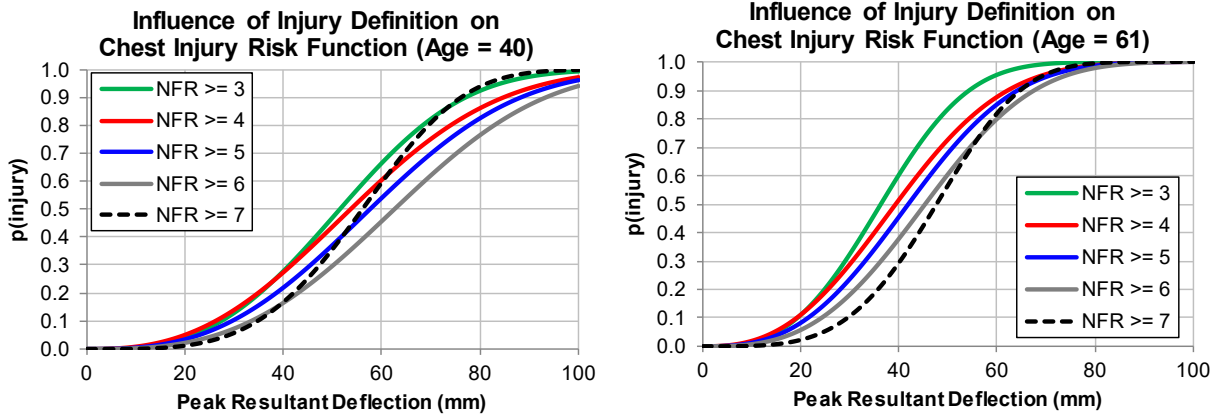 Influence of Injury Definition on
Chest Injury Risk Function (Age = 40)
1.0
0.9
0.8
0.7
0.6
0.5
0.4
0.3
0.2
0.1
0.0
p(injury)
NFR >= 3
NFR >= 4
NFR >= 5
NFR >= 6
NFR >= 7
0 20 40 60 80 100
Peak Resultant Deflection (mm)
Influence of Injury Definition on
Chest Injury Risk Function (Age = 61)
1.0
0.9
0.8
0.7
0.6
0.5
0.4
0.3
0.2
0.1
0.0
p(injury)
NFR >= 3
NFR >= 4
NFR >= 5
NFR >= 6
NFR >= 7
0 20 40 60 80 100
Peak Resultant Deflection (mm)